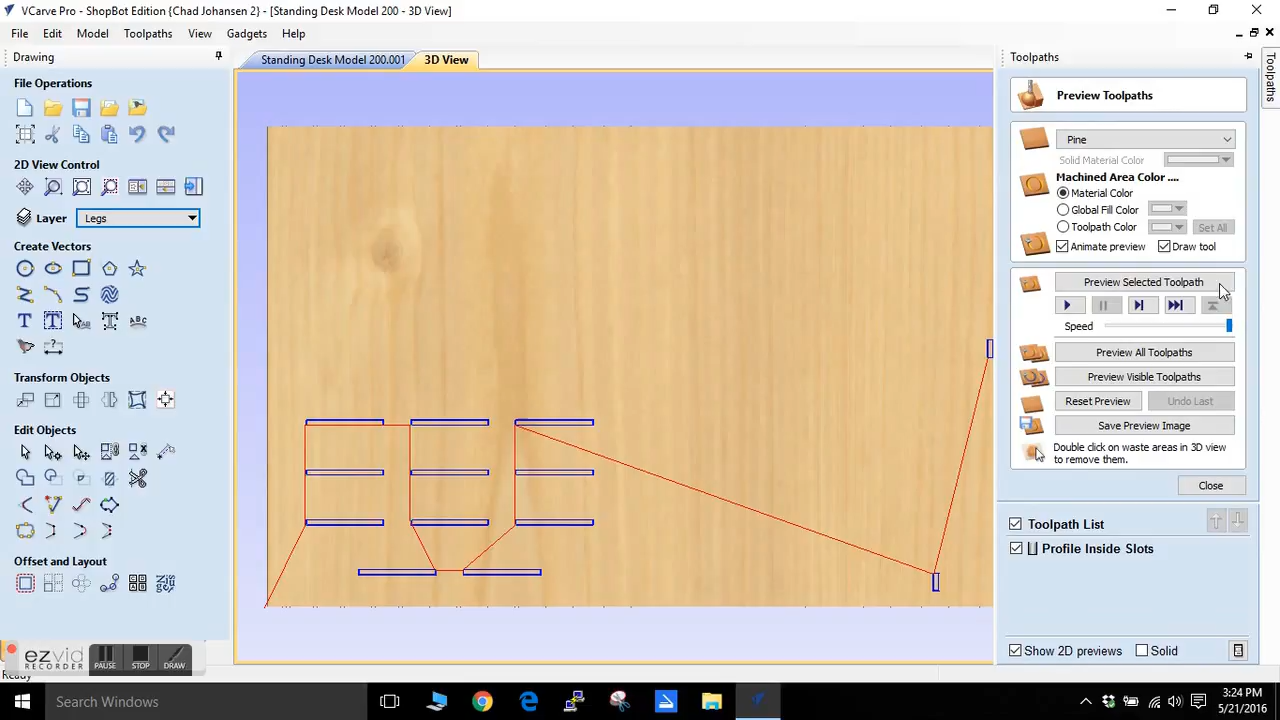 VCarve Pro - ShopBot Edition {Chad Johansen 2} - [Standing Desk Model 200 - 3D View]
File Edit Model Toolpaths View Gadgets Help
Drawing
File Operations
2D View Control
Layer Legs
Create Vectors
Transform Objects
Edit Objects
Offset and Layout
Standing Desk Model 200.001
3D View
Toolpaths
Toolpaths
Preview Toolpaths
Pine
Solid Material Color
Machined Area Color ....
Material Color
Global Fill Color
Toolpath Color Set All
Animate preview Draw tool
Preview Selected Toolpath
Speed
Preview All Toolpaths
Preview Visible Toolpaths
Reset Preview Undo Last
Save Preview Image
Double click on waste areas in 3D view
to remove them.
Close
Toolpath List
Profile Inside Slots
Show 2D previews Solid
ezvid
RECORDER
PAUSE STOP DRAW
Ready
Search Windows
3:24 PM
5/21/2016